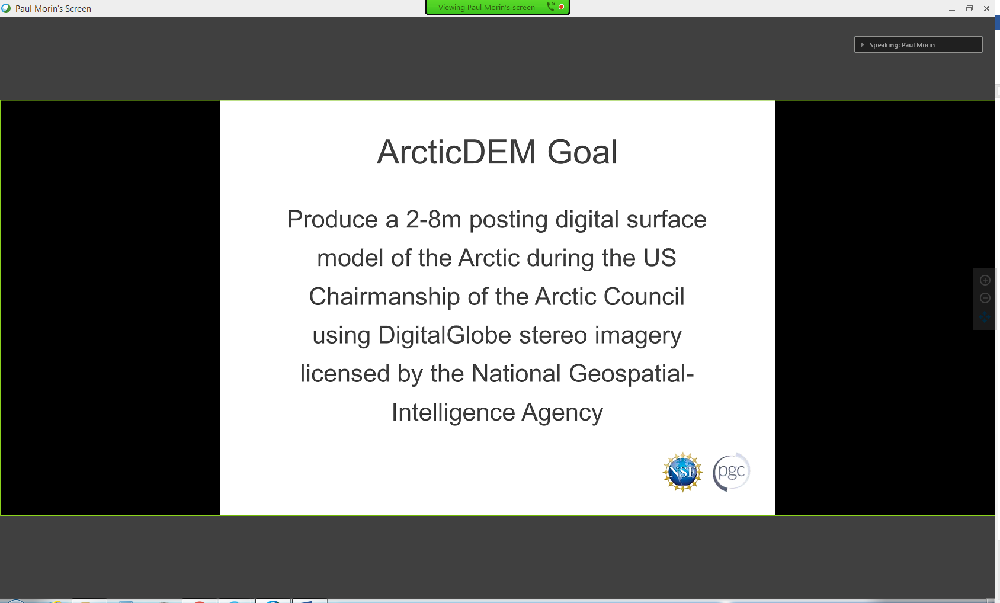 Paul Morin's Screen
Viewing Paul Morin's screen
Speaking: Paul Morin
ArcticDEM Goal
Produce a 2-8m posting digital surface
model of the Arctic during the US
Chairmanship of the Arctic Council
using DigitalGlobe stereo imagery
licensed by the National Geospatial-
Intelligence Agency
NSF
pgc